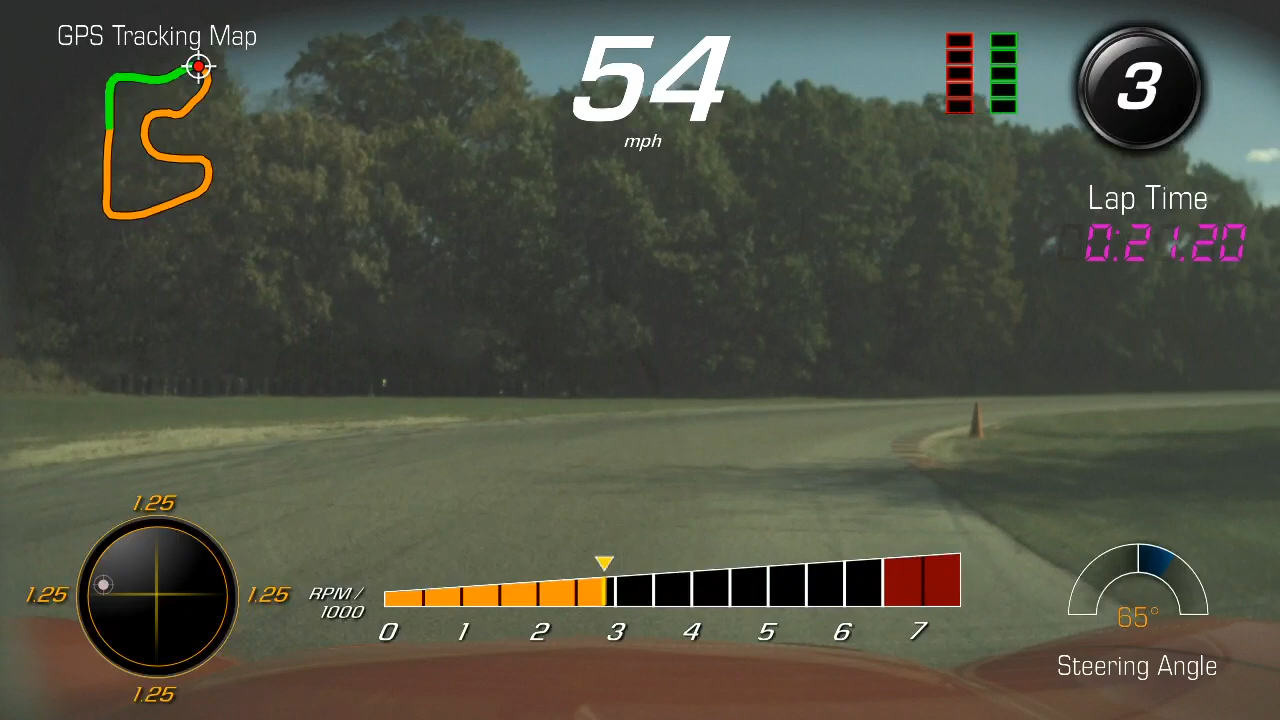 GPS Tracking Map
54
mph
3
Lap Time
0:21.20
1.25
1.25
1.25
1.25
RPM /
1000
0 1 2 3 4 5 6 7
65°
Steering Angle